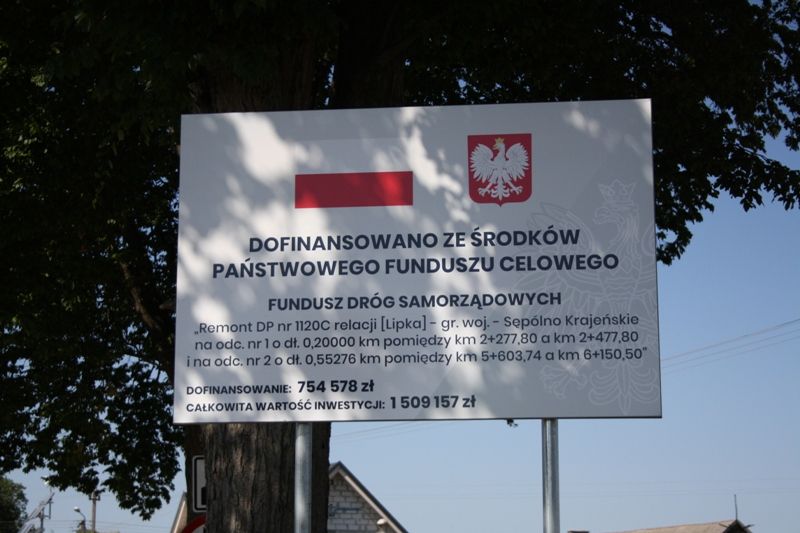 DOFINANSOWANO ZE ŚRODKÓW
PAŃSTWOWEGO FUNDUSZU CELOWEGO
FUNDUSZ DRÓG SAMORZĄDOWYCH
„Remont DP nr 1120C relacji [Lipka] - gr. woj. - Sępólno Krajeńskie
na odc. nr 1 o dł. 0,20000 km pomiędzy km 2+277,80 a km 2+477,80
i na odc. nr 2 o dł. 0,55276 km pomiędzy km 5+603,74 a km 6+150,50”
DOFINANSOWANIE: 754 578 zł
CAŁKOWITA WARTOŚĆ INWESTYCJI: 1 509 157 zł